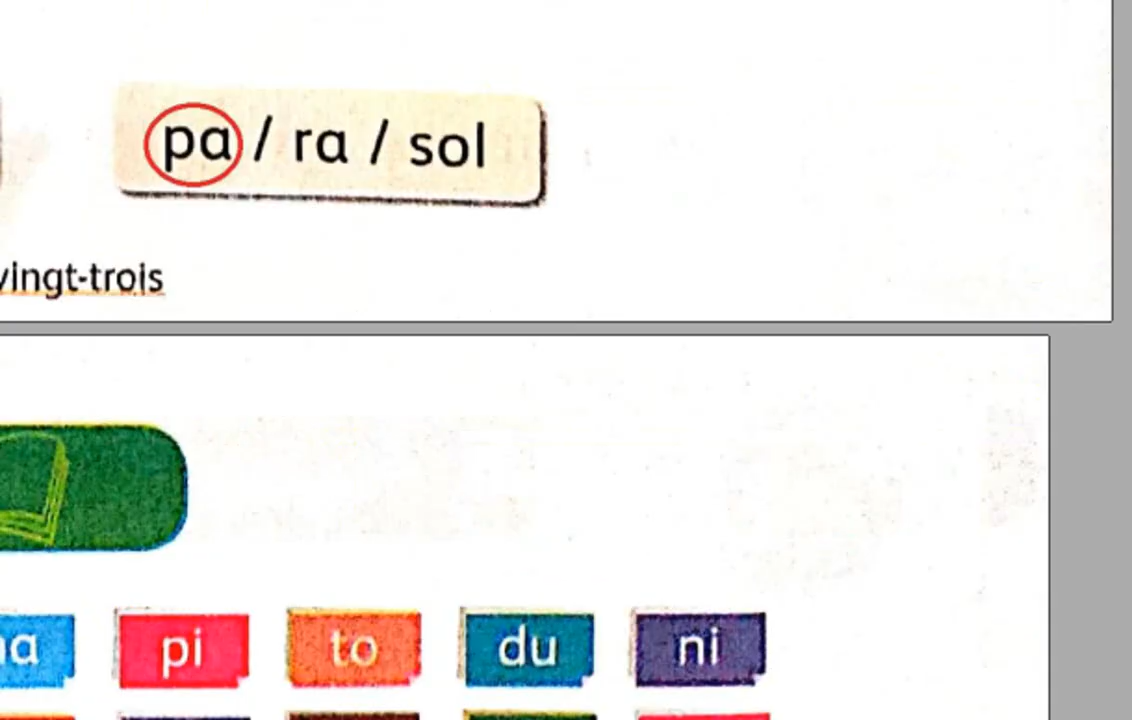 pa / ra / sol
vingt-trois
pi to du ni